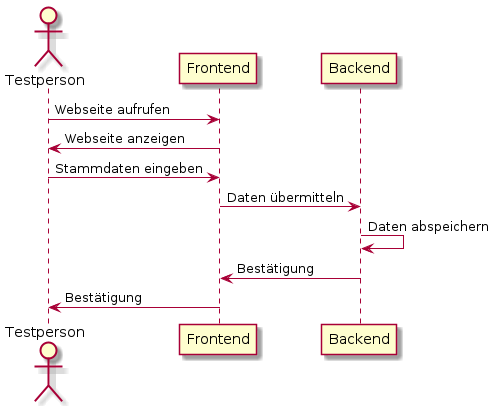 Testperson
Frontend
Backend
Webseite aufrufen
Webseite anzeigen
Stammdaten eingeben
Daten übermitteln
Daten abspeichern
Bestätigung
Bestätigung
Testperson
Frontend
Backend